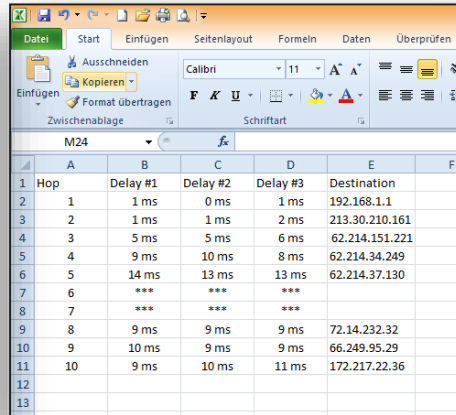 Datei Start Einfügen Seitenlayout Formeln Daten Überprüfen
Einfügen
Ausschneiden
Kopieren
Format übertragen
Zwischenablage
Calibri 11 A A
F K U A
Schriftart
M24 fx
A B C D E F
1 Hop Delay #1 Delay #2 Delay #3 Destination
2 1 1 ms 0 ms 1 ms 192.168.1.1
3 2 1 ms 1 ms 2 ms 213.30.210.161
4 3 5 ms 5 ms 6 ms 62.214.151.221
5 4 9 ms 10 ms 8 ms 62.214.34.249
6 5 14 ms 13 ms 13 ms 62.214.37.130
7 6 *** *** ***
8 7 *** *** ***
9 8 9 ms 9 ms 9 ms 72.14.232.32
10 9 10 ms 9 ms 9 ms 66.249.95.29
11 10 9 ms 10 ms 11 ms 172.217.22.36
12
13